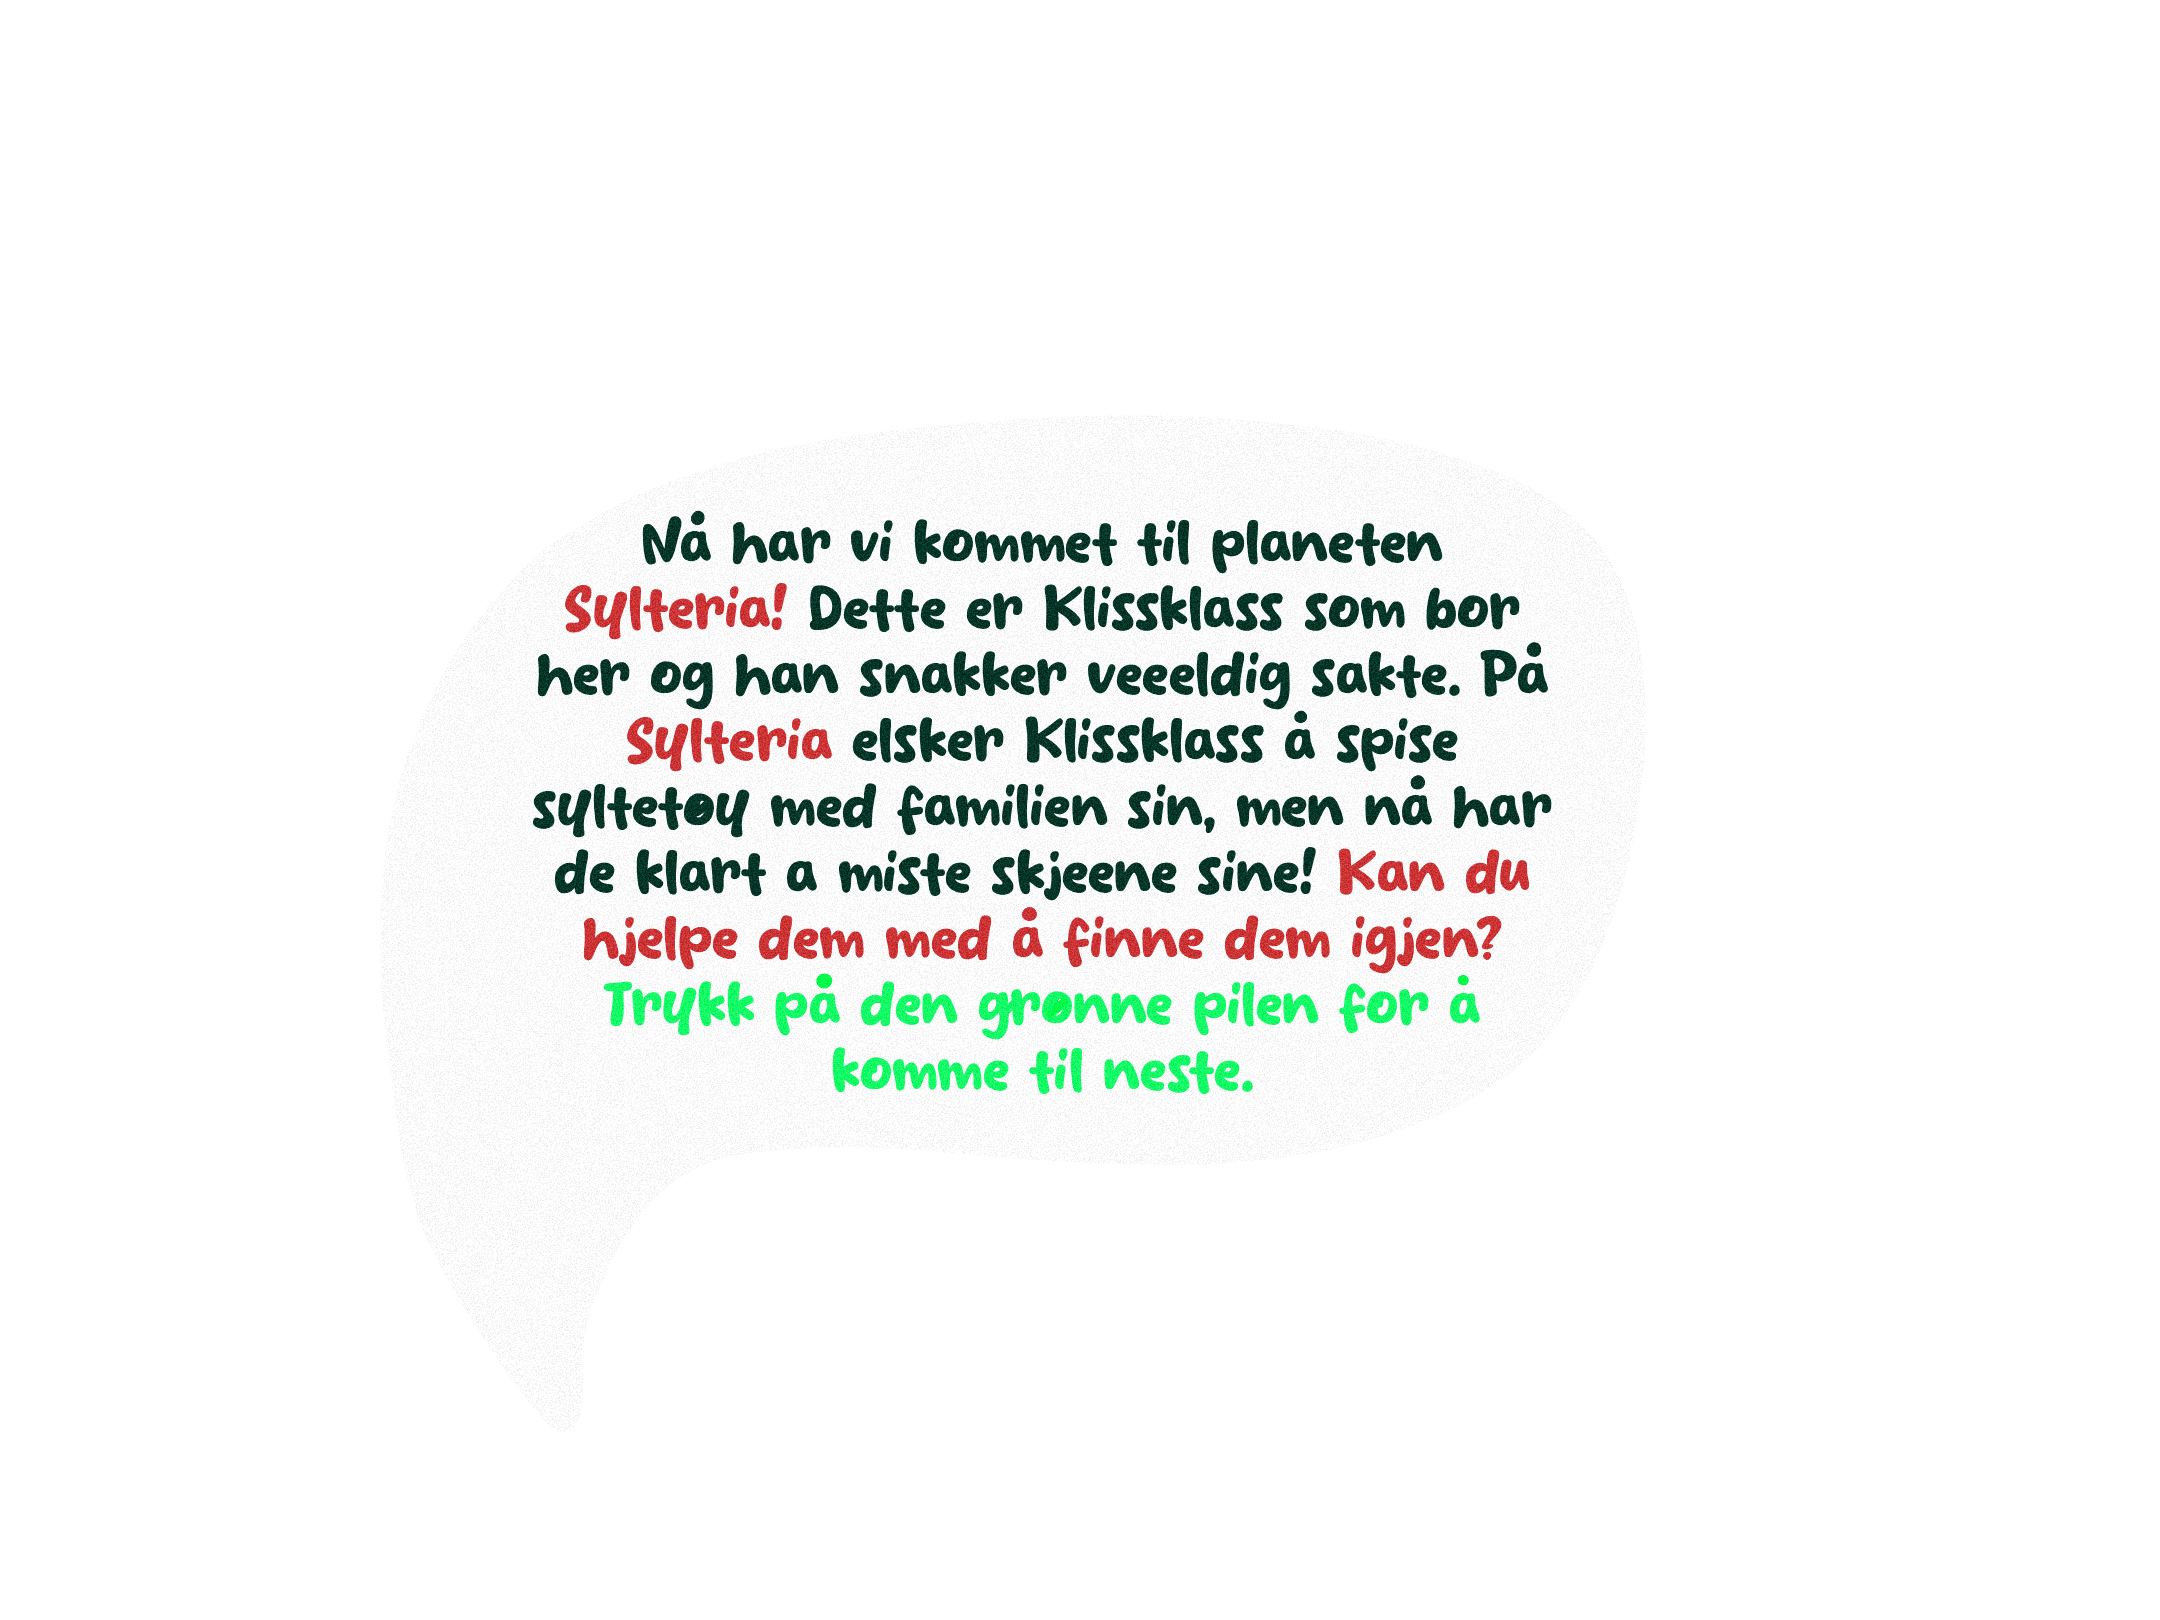 Nå har vi kommet til planeten
Sylteria! Dette er Klissklass som bor
her og han snakker veeeldig sakte. På
Sylteria elsker Klissklass å spise
syltetøy med familien sin, men nå har
de klart a miste skjeene sine! Kan du
hjelpe dem med å finne dem igjen?
Trykk på den grønne pilen for å
komme til neste.